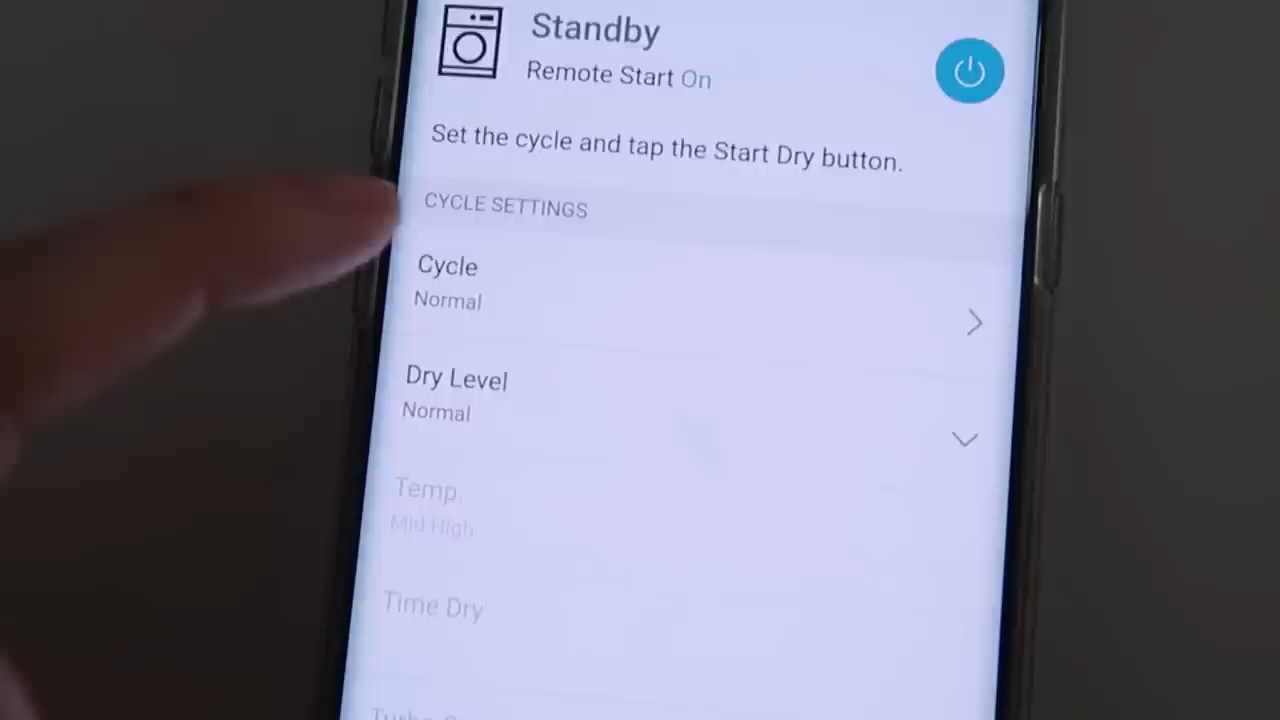 Standby
Remote Start On
Set the cycle and tap the Start Dry button.
CYCLE SETTINGS
Cycle
Normal
Dry Level
Normal
Temp.
Mid High
Time Dry